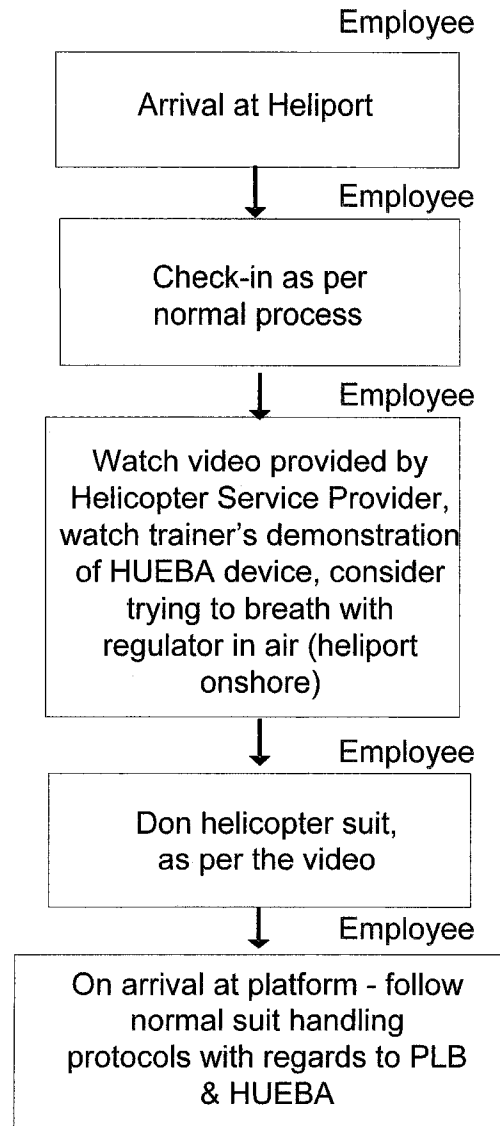 Employee
Arrival at Heliport
Employee
Check-in as per
normal process
Employee
Watch video provided by
Helicopter Service Provider,
watch trainer's demonstration
of HUEBA device, consider
trying to breath with
regulator in air (heliport
onshore)
Employee
Don helicopter suit,
as per the video
Employee
On arrival at platform - follow
normal suit handling
protocols with regards to PLB
& HUEBA